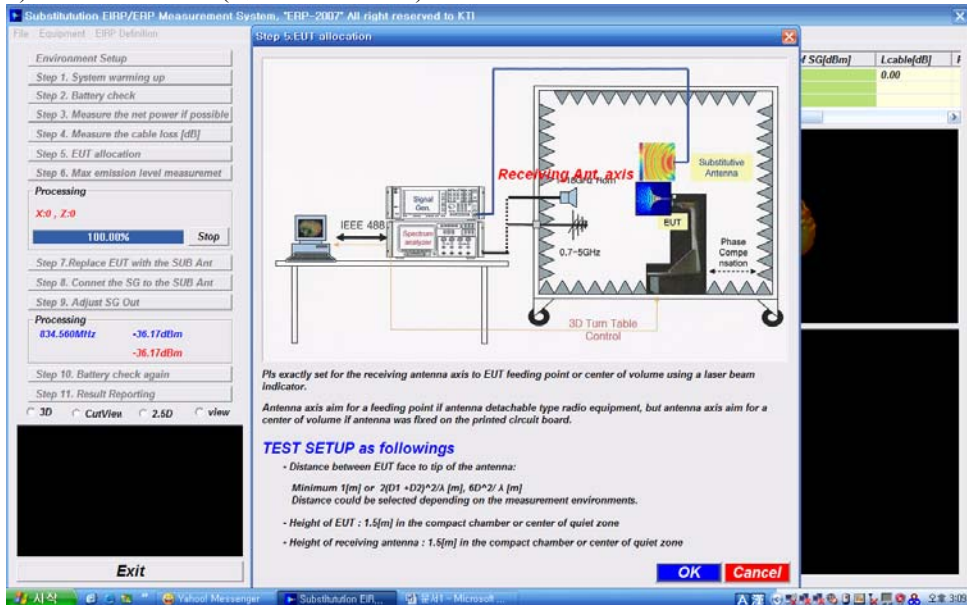 Substitutution EIRP/ERP Measurement System, "ERP-2007" All right reserved to KTI
File Equipment EIRP Definition
Environment Setup
Step 1. System warming up
Step 2. Battery check
Step 3. Measure the net power if possible
Step 4. Measure the cable loss [dB]
Step 5. EUT allocation
Step 6. Max emission level measuremet
Processing
X:0 , Z:0
100.00%
Stop
Step 7.Replace EUT with the SUB Ant
Step 8. Connet the SG to the SUB Ant
Step 9. Adjust SG Out
Processing
834.560MHz -36.17dBm
-36.17dBm
Step 10. Battery check again
Step 11. Result Reporting
3D CutView 2.5D view
Exit
Step 5.EUT allocation
Receiving Ant. axis
Substitutive
Antenna
EUT
Signal
Gen.
IEEE 488
Spectrum
analyzer
0.7~5GHz
Phase
Compe
nsation
3D Turn Table
Control
Pls exactly set for the receiving antenna axis to EUT feeding point or center of volume using a laser beam
indicator.
Antenna axis aim for a feeding point if antenna detachable type radio equipment, but antenna axis aim for a
center of volume if antenna was fixed on the printed circuit board.
TEST SETUP as followings
- Distance between EUT face to tip of the antenna:
Minimum 1[m] or 2(D1 +D2)^2/λ [m], 6D^2/ λ [m]
Distance could be selected depending on the measurement environments.
- Height of EUT : 1.5[m] in the compact chamber or center of quiet zone
- Height of receiving antenna : 1.5[m] in the compact chamber or center of quiet zone
OK Cancel
f SG[dBm] Lcable[dB]
0.00
시작
Yahoo! Messenger
Substitutution EIR...
문서1 - Microsoft ...
A 漢
오후 3:09